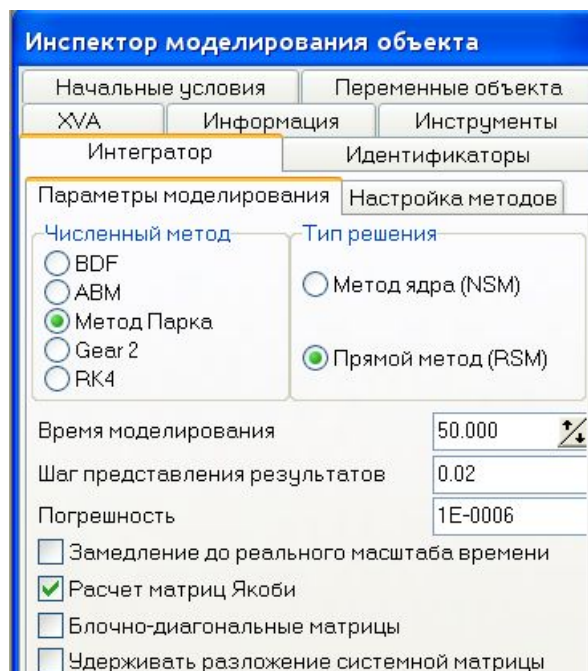 Инспектор моделирования объекта
Начальные условия Переменные объекта
XVA Информация Инструменты
Интегратор Идентификаторы
Параметры моделирования Настройка методов
Численный метод
BDF
ABM
Метод Парка
Gear 2
RK4
Тип решения
Метод ядра (NSM)
Прямой метод (RSM)
Время моделирования 50.000
Шаг представления результатов 0.02
Погрешность 1E-0006
Замедление до реального масштаба времени
Расчет матриц Якоби
Блочно-диагональные матрицы
Удерживать разложение системной матрицы